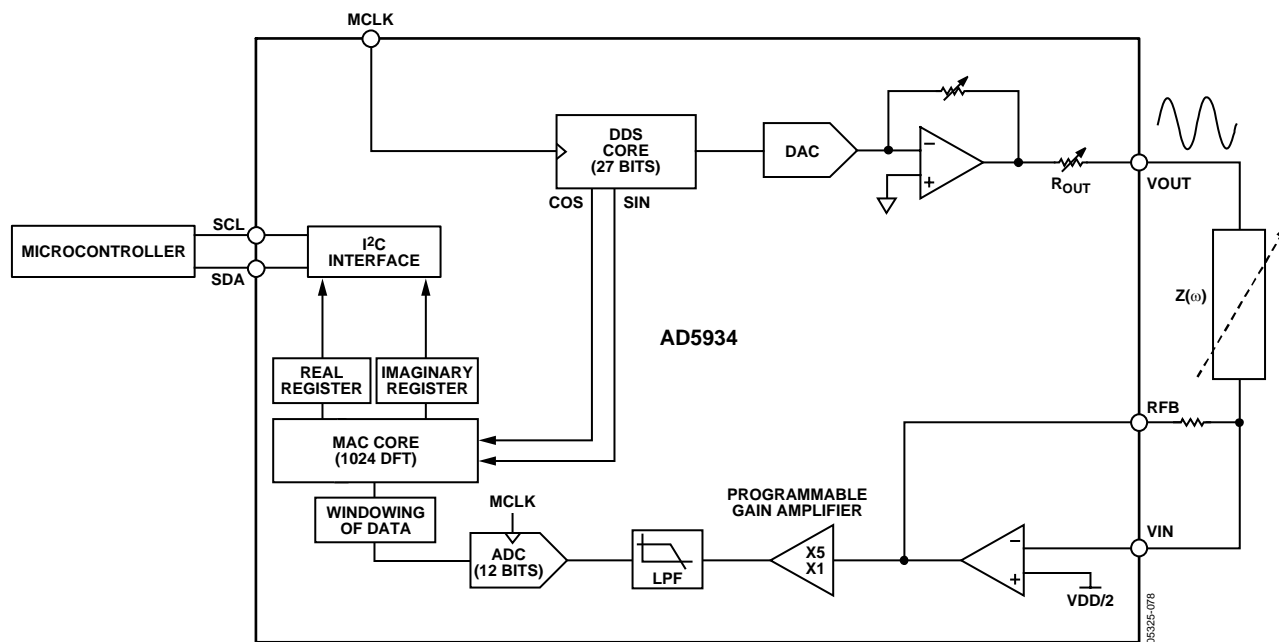 MCLK
DDS
CORE
(27 BITS)
DAC
−
+
R_OUT
VOUT
COS
SIN
SCL
MICROCONTROLLER
SDA
I²C
INTERFACE
Z(ω)
AD5934
REAL
REGISTER
IMAGINARY
REGISTER
RFB
MAC CORE
(1024 DFT)
PROGRAMMABLE
GAIN AMPLIFIER
MCLK
WINDOWING
OF DATA
ADC
(12 BITS)
LPF
X5
X1
−
+
VIN
VDD/2
05325-078